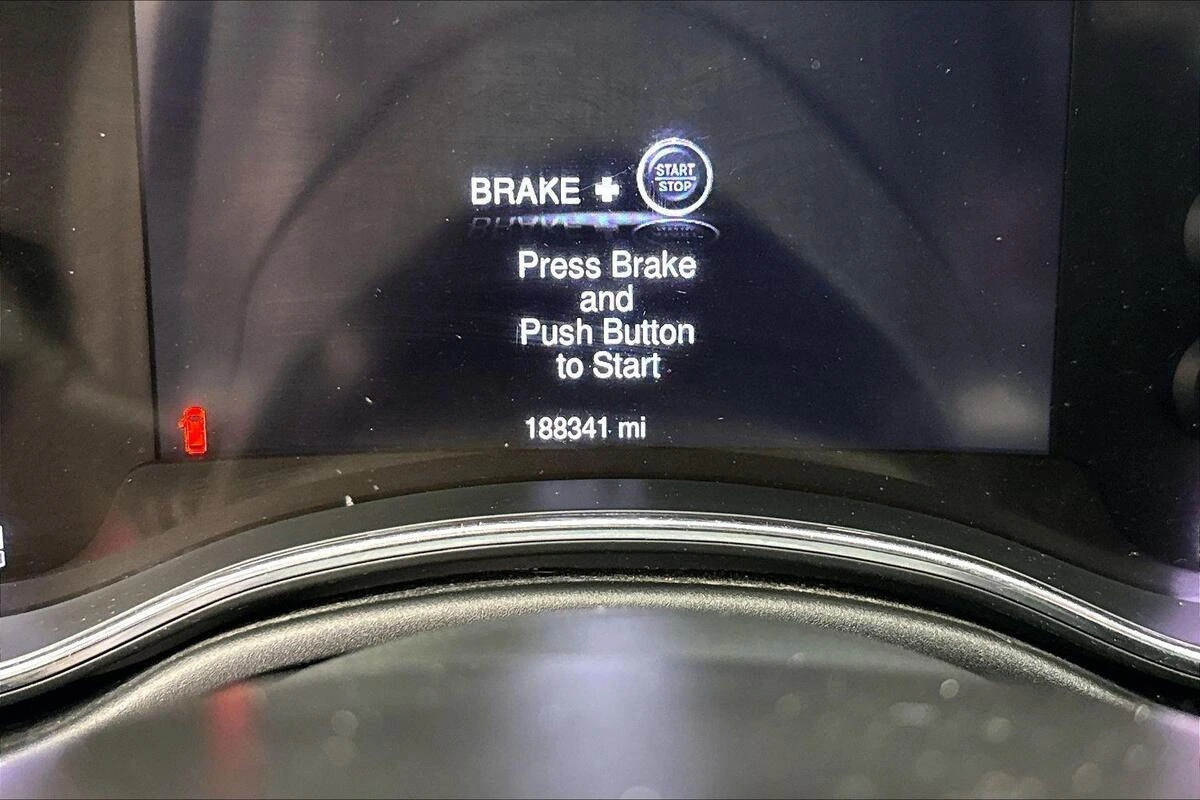 BRAKE + START
STOP
Press Brake
and
Push Button
to Start
188341 mi